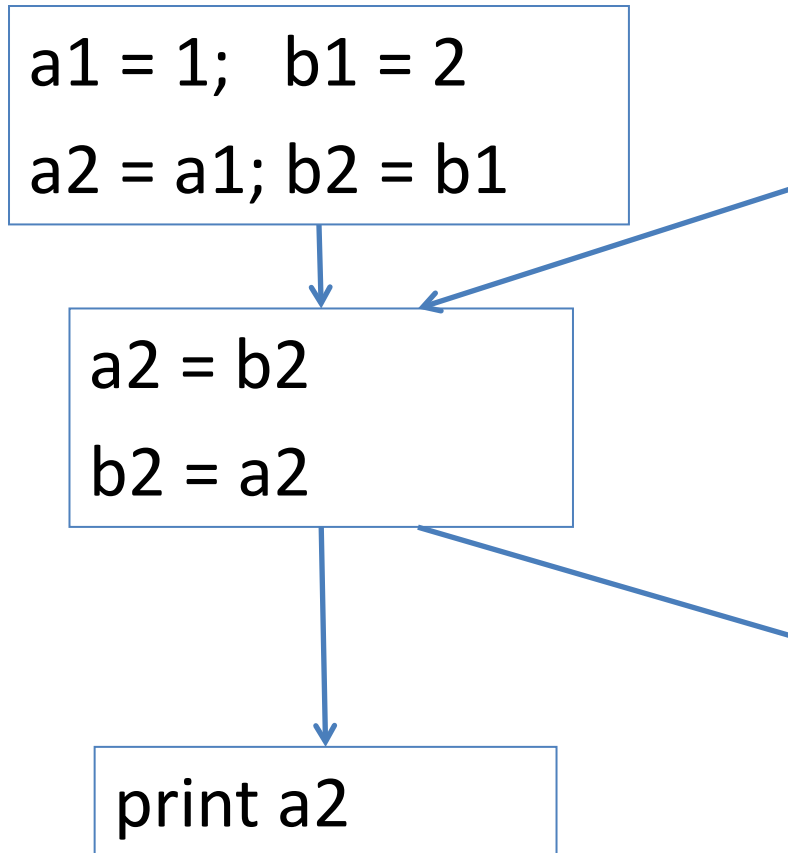 a1 = 1; b1 = 2
a2 = a1; b2 = b1
a2 = b2
b2 = a2
print a2